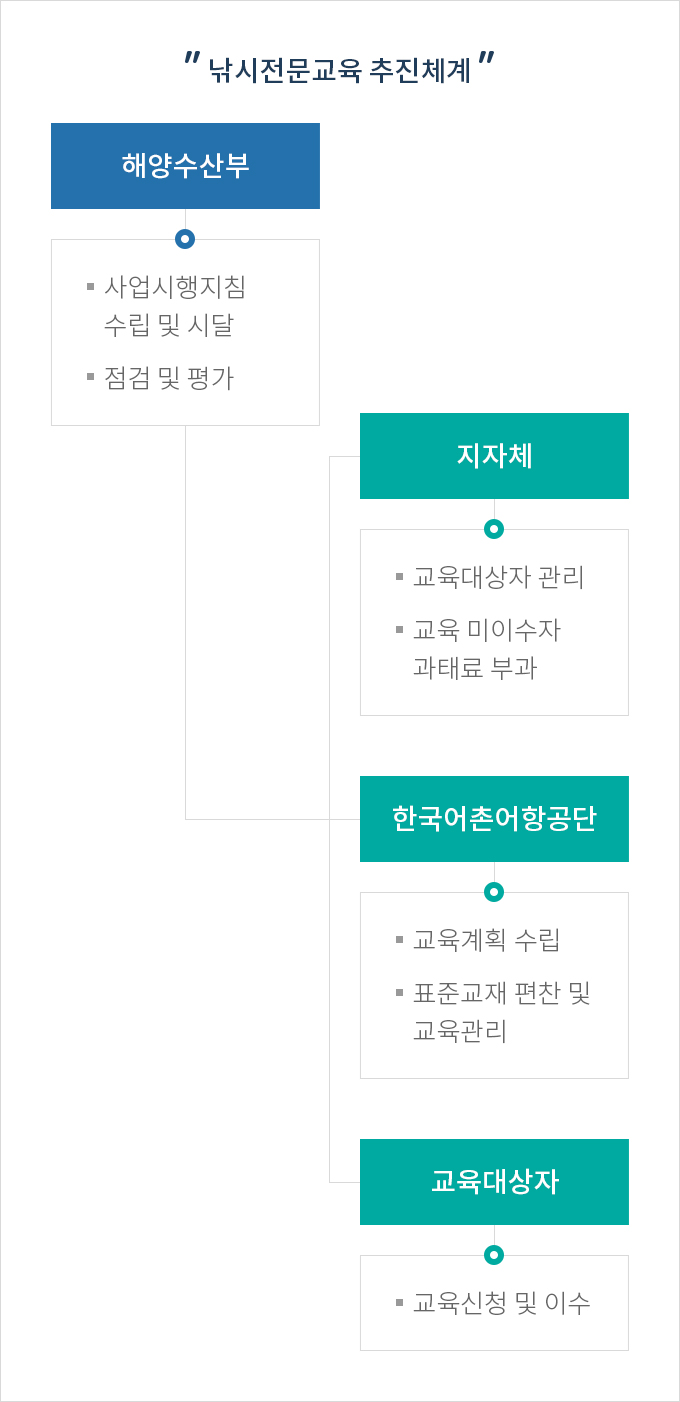 " 낚시전문교육 추진체계 "
해양수산부
▪ 사업시행지침
수립 및 시달
▪ 점검 및 평가
지자체
▪ 교육대상자 관리
▪ 교육 미이수자
과태료 부과
한국어촌어항공단
▪ 교육계획 수립
▪ 표준교재 편찬 및
교육관리
교육대상자
▪ 교육신청 및 이수